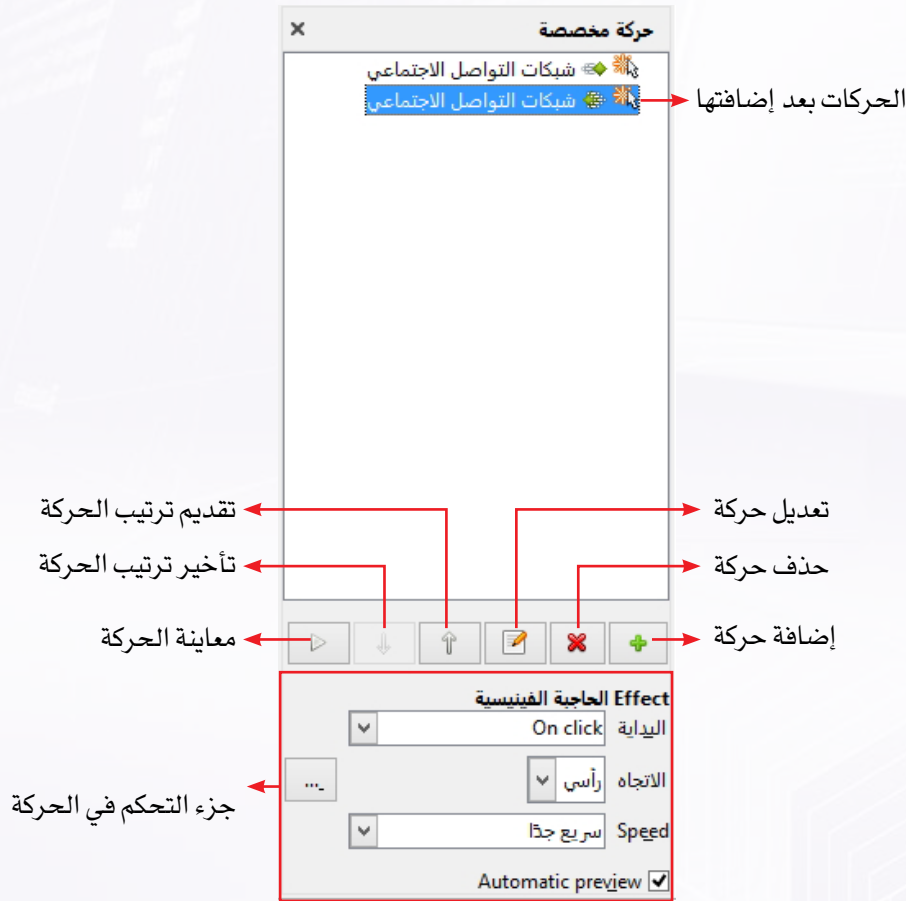 حركة مخصصة
شبكات التواصل الاجتماعي
شبكات التواصل الاجتماعي
الحركات بعد إضافتها
تعديل حركة
تقديم ترتيب الحركة
حذف حركة
تأخير ترتيب الحركة
إضافة حركة
معاينة الحركة
Effect الحاجبة الفينيسية
البداية On click
الاتجاه رأسي
...
جزء التحكم في الحركة
Speed سريع جدًا
Automatic preview